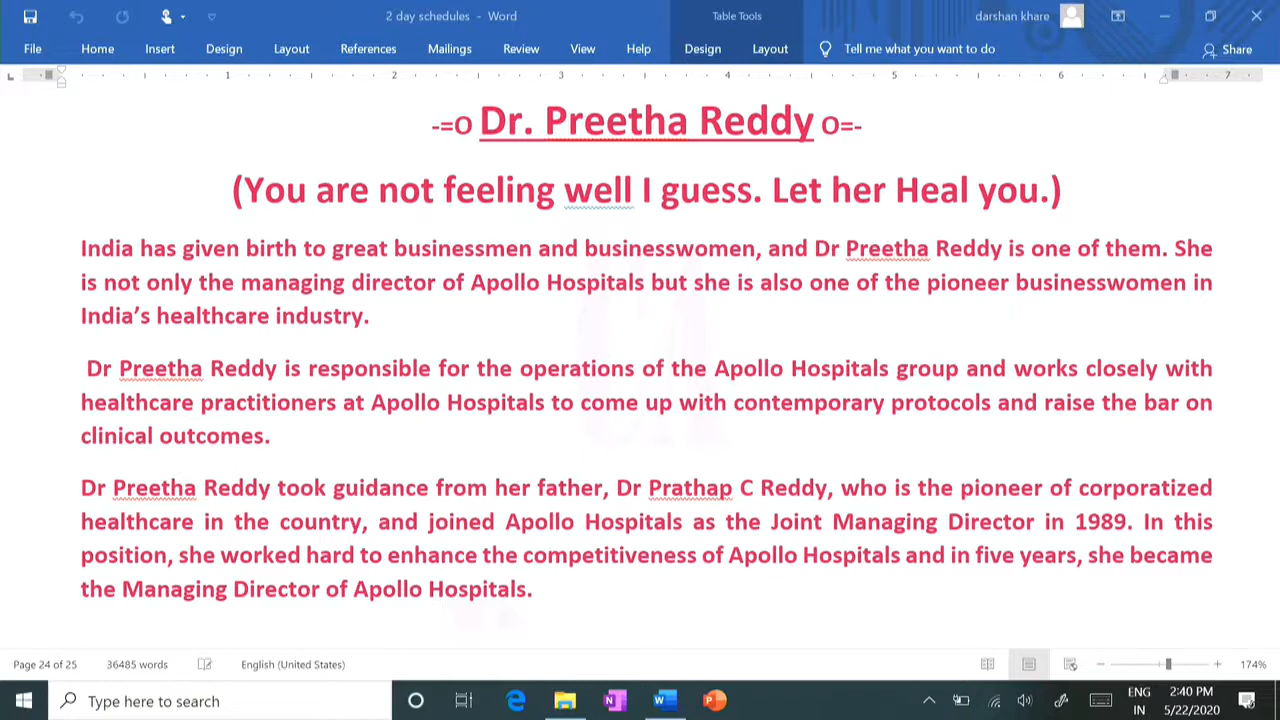 2 day schedules - Word
Table Tools
darshan khare
File Home Insert Design Layout References Mailings Review View Help Design Layout Tell me what you want to do Share
1 2 3 4 5 6 7
-=O Dr. Preetha Reddy O=-
(You are not feeling well I guess. Let her Heal you.)
India has given birth to great businessmen and businesswomen, and Dr Preetha Reddy is one of them. She
is not only the managing director of Apollo Hospitals but she is also one of the pioneer businesswomen in
India’s healthcare industry.
Dr Preetha Reddy is responsible for the operations of the Apollo Hospitals group and works closely with
healthcare practitioners at Apollo Hospitals to come up with contemporary protocols and raise the bar on
clinical outcomes.
Dr Preetha Reddy took guidance from her father, Dr Prathap C Reddy, who is the pioneer of corporatized
healthcare in the country, and joined Apollo Hospitals as the Joint Managing Director in 1989. In this
position, she worked hard to enhance the competitiveness of Apollo Hospitals and in five years, she became
the Managing Director of Apollo Hospitals.
Page 24 of 25 36485 words English (United States) 174%
Type here to search
ENG 2:40 PM
IN 5/22/2020